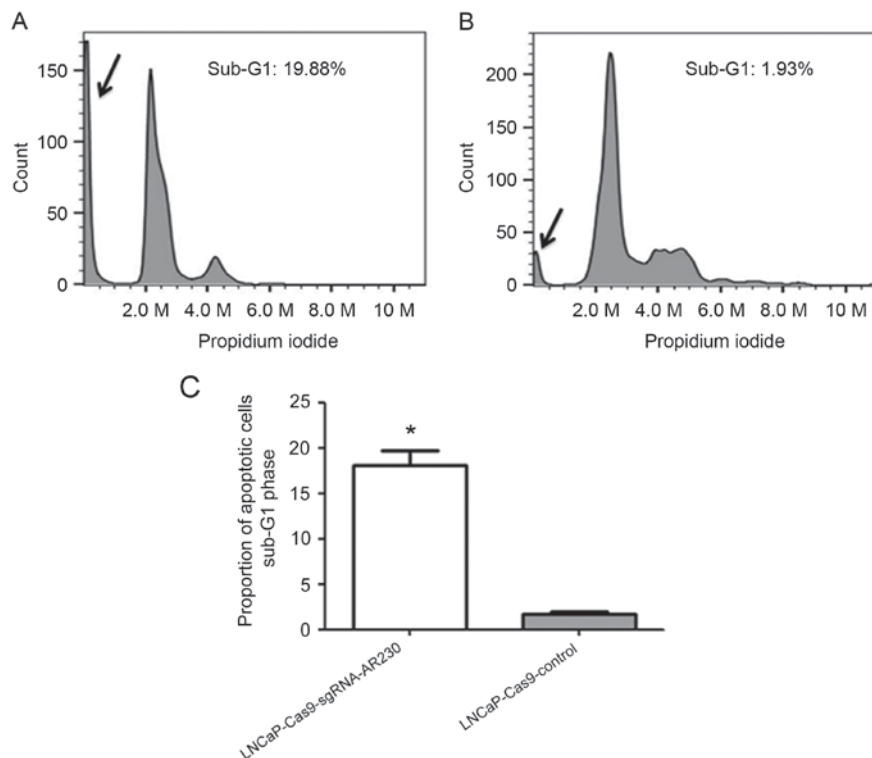 A
Sub-G1: 19.88%
150
100
50
0
Count
2.0 M 4.0 M 6.0 M 8.0 M 10 M
Propidium iodide
B
Sub-G1: 1.93%
200
150
100
50
0
Count
2.0 M 4.0 M 6.0 M 8.0 M 10 M
Propidium iodide
C
25
20
15
10
5
0
Proportion of apoptotic cells
sub-G1 phase
*
LNCaP-Cas9-sgRNA-AR230
LNCaP-Cas9-control